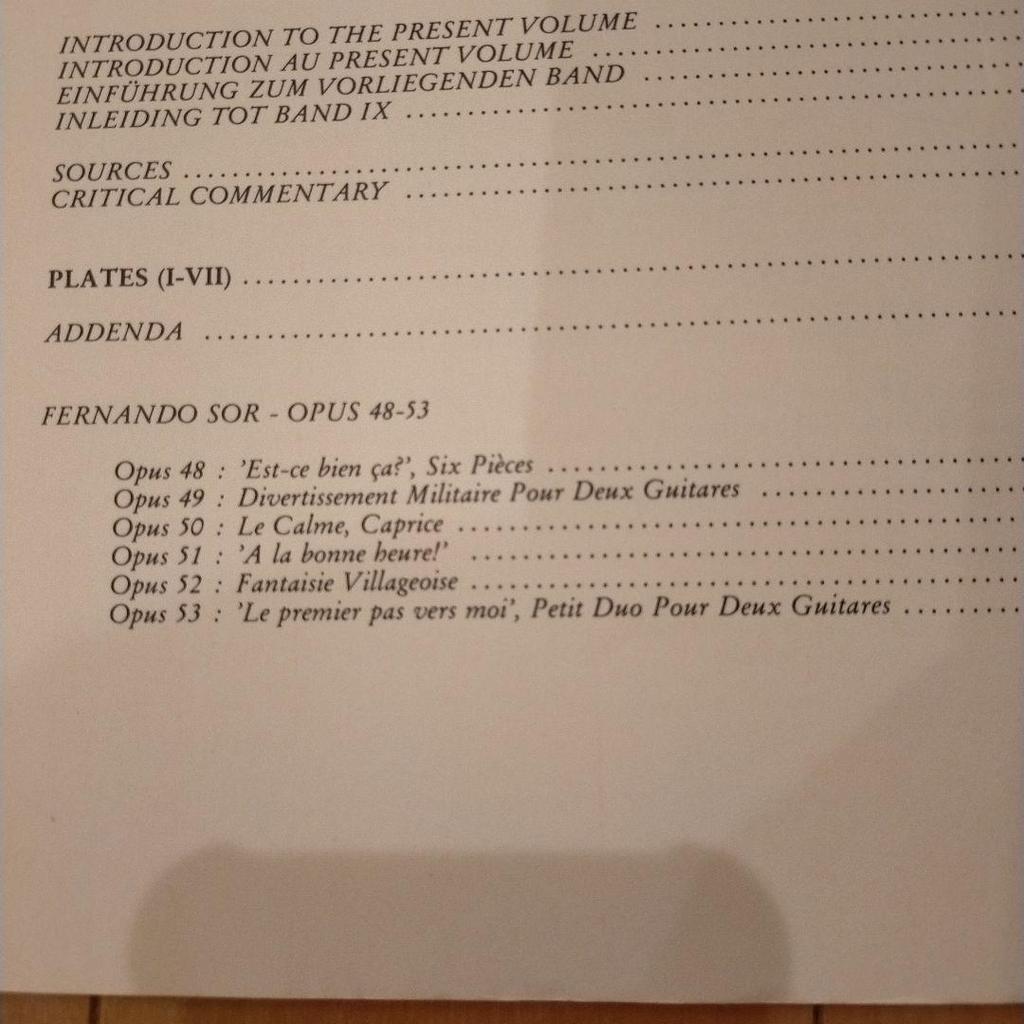 INTRODUCTION TO THE PRESENT VOLUME ..............................
INTRODUCTION AU PRESENT VOLUME ..............................
EINFÜHRUNG ZUM VORLIEGENDEN BAND ..............................
INLEIDING TOT BAND IX ..............................
SOURCES ..............................
CRITICAL COMMENTARY ..............................
PLATES (I-VII) ..............................
ADDENDA ..............................
FERNANDO SOR - OPUS 48-53
Opus 48 : 'Est-ce bien ça?', Six Pièces ..............................
Opus 49 : Divertissement Militaire Pour Deux Guitares ..................
Opus 50 : Le Calme, Caprice ..............................
Opus 51 : 'A la bonne heure!' ..............................
Opus 52 : Fantaisie Villageoise ..............................
Opus 53 : 'Le premier pas vers moi', Petit Duo Pour Deux Guitares ........